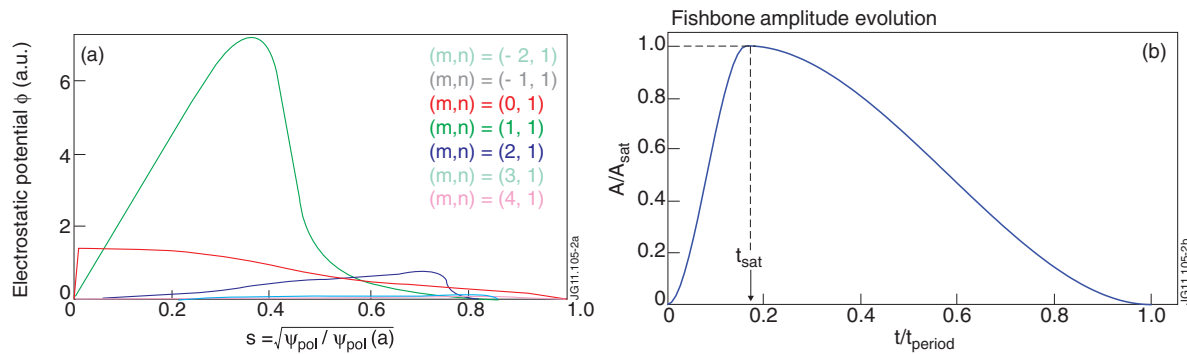 (a)
Electrostatic potential ϕ (a.u.)
6
4
2
0
(m,n) = (- 2, 1)
(m,n) = (- 1, 1)
(m,n) = (0, 1)
(m,n) = (1, 1)
(m,n) = (2, 1)
(m,n) = (3, 1)
(m,n) = (4, 1)
JG11.105-2a
0 0.2 0.4 0.6 0.8 1.0
s = √ψpol / ψpol (a)
Fishbone amplitude evolution
(b)
A/Asat
1.0
0.8
0.6
0.4
0.2
0
tsat
JG11.105-2b
0 0.2 0.4 0.6 0.8 1.0
t/tperiod